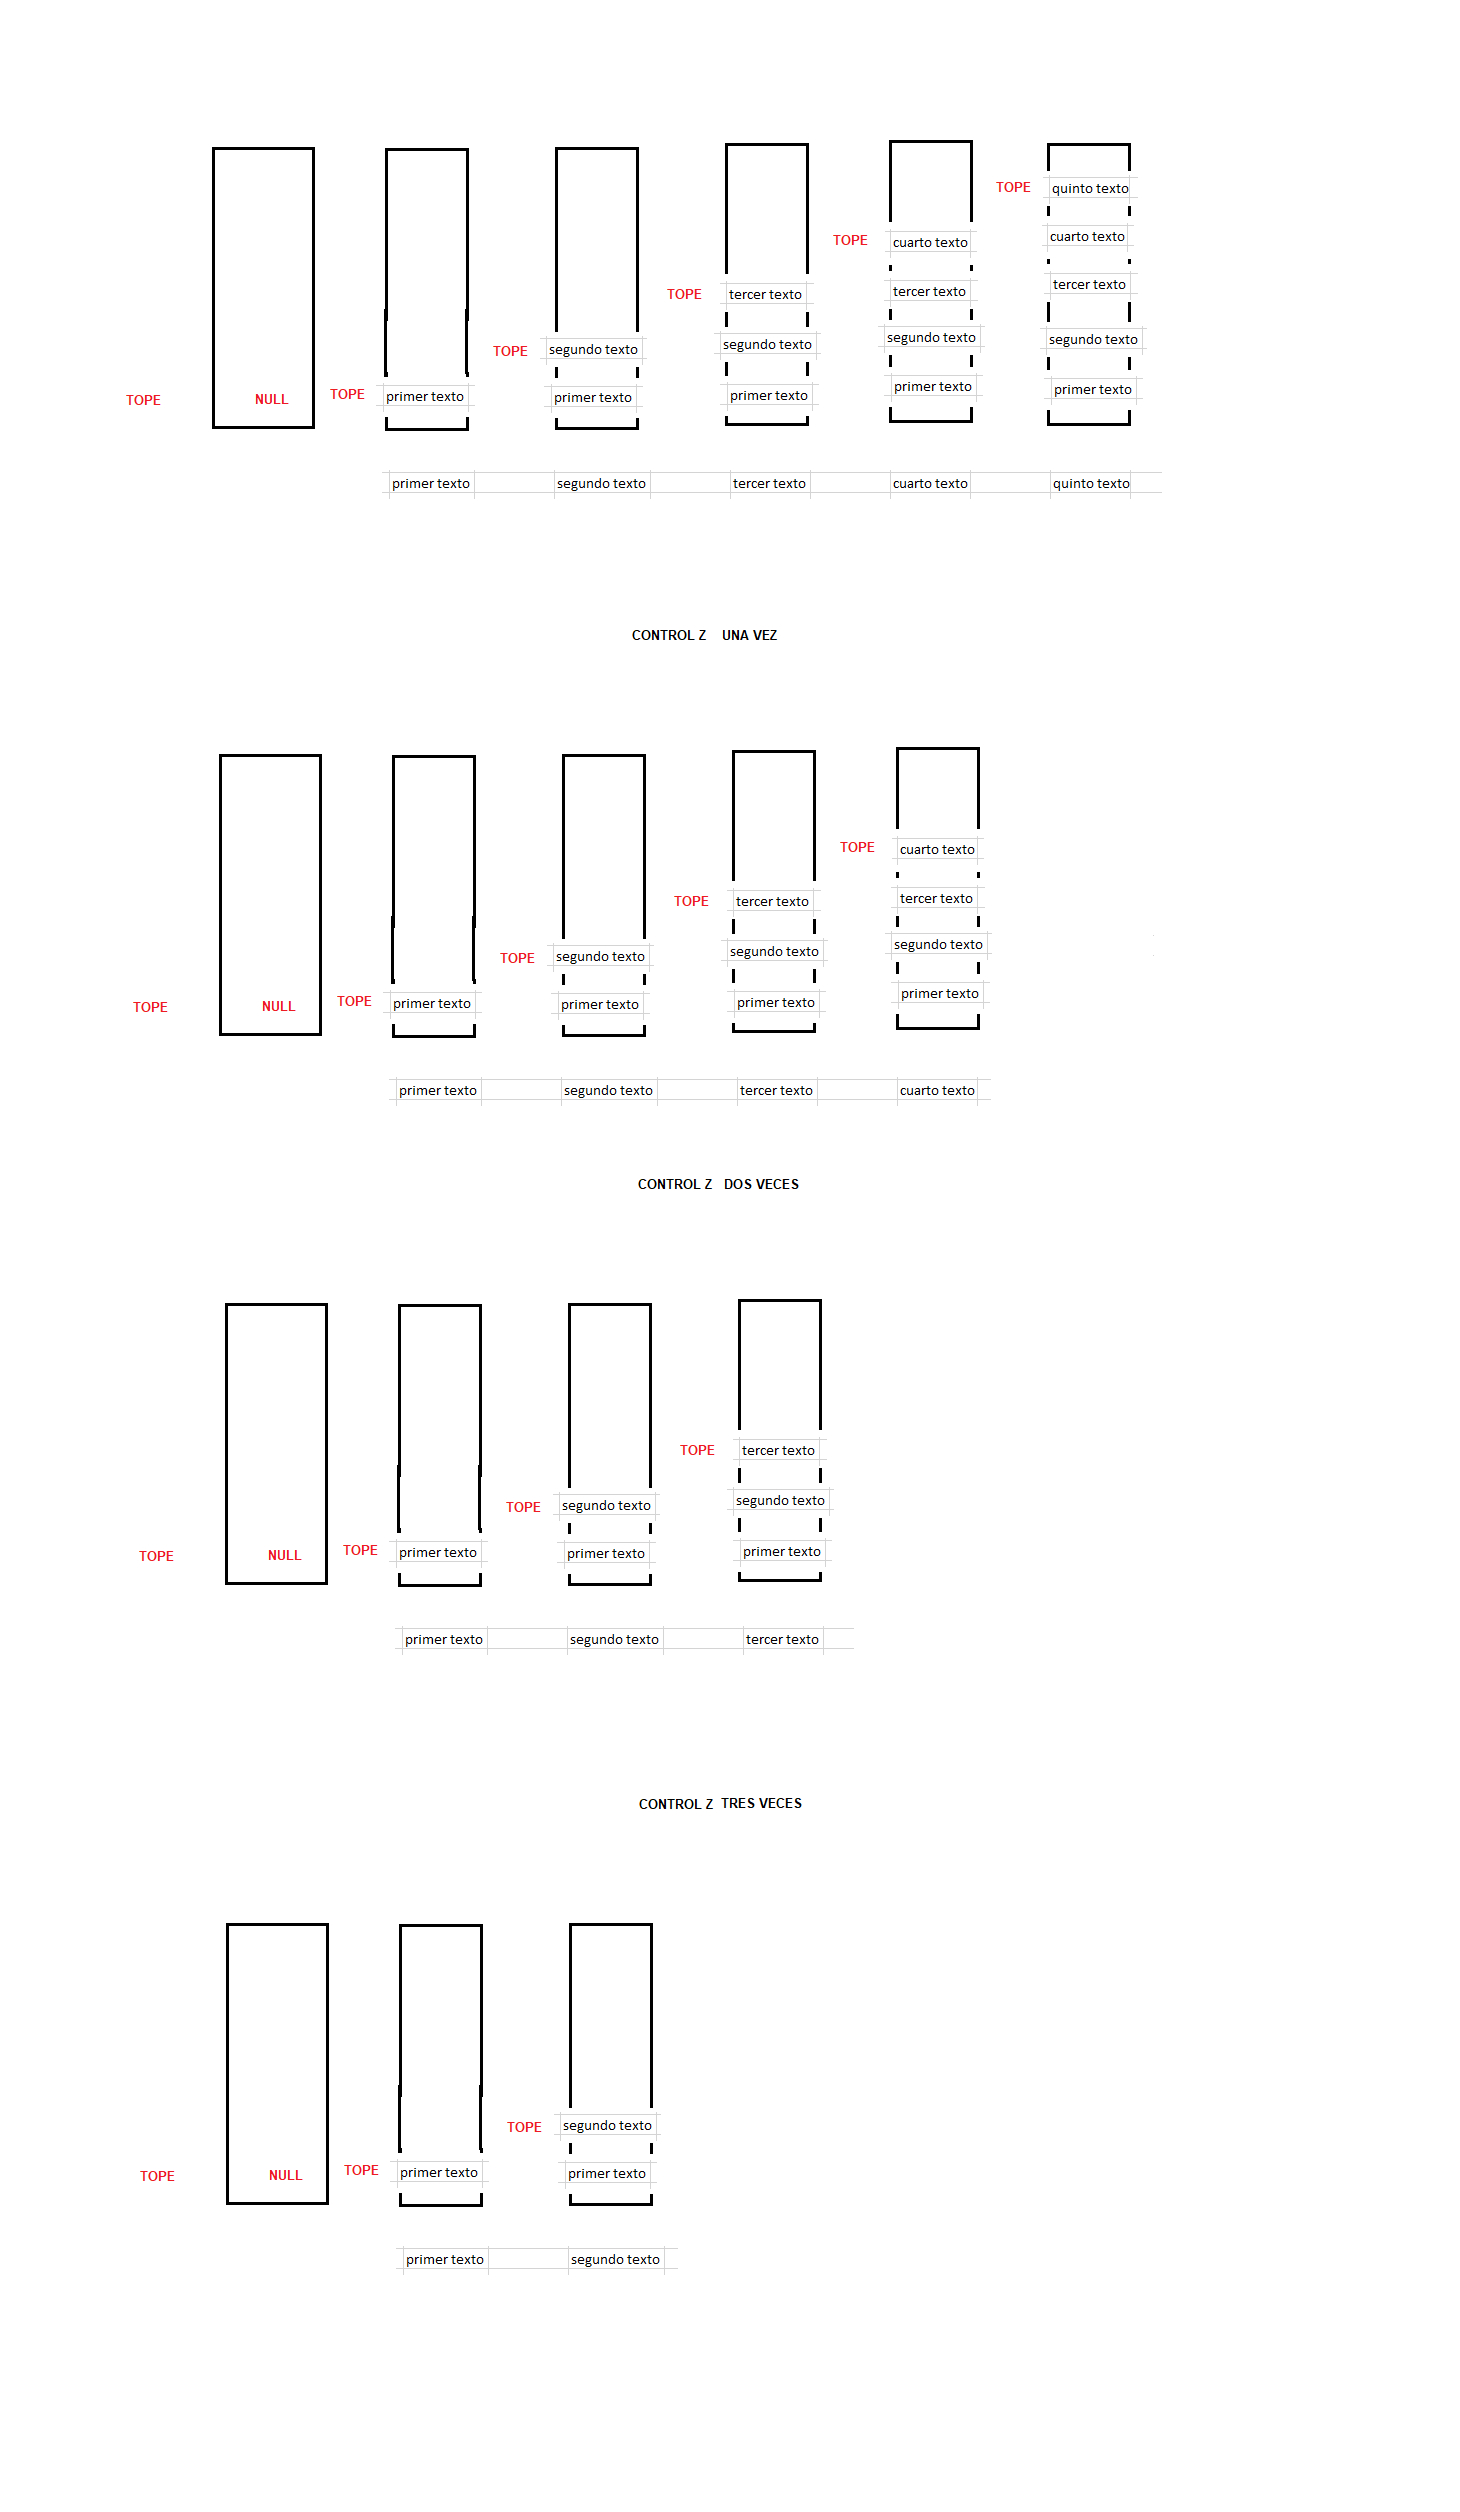 TOPE quinto texto
TOPE cuarto texto cuarto texto
TOPE tercer texto tercer texto tercer texto
TOPE segundo texto segundo texto segundo texto segundo texto
TOPE NULL TOPE primer texto primer texto primer texto primer texto primer texto
primer texto segundo texto tercer texto cuarto texto quinto texto
CONTROL Z UNA VEZ
TOPE cuarto texto
TOPE tercer texto tercer texto
TOPE segundo texto segundo texto segundo texto
TOPE NULL TOPE primer texto primer texto primer texto primer texto
primer texto segundo texto tercer texto cuarto texto
CONTROL Z DOS VECES
TOPE tercer texto
TOPE segundo texto segundo texto
TOPE NULL TOPE primer texto primer texto primer texto
primer texto segundo texto tercer texto
CONTROL Z TRES VECES
TOPE segundo texto
TOPE NULL TOPE primer texto primer texto
primer texto segundo texto